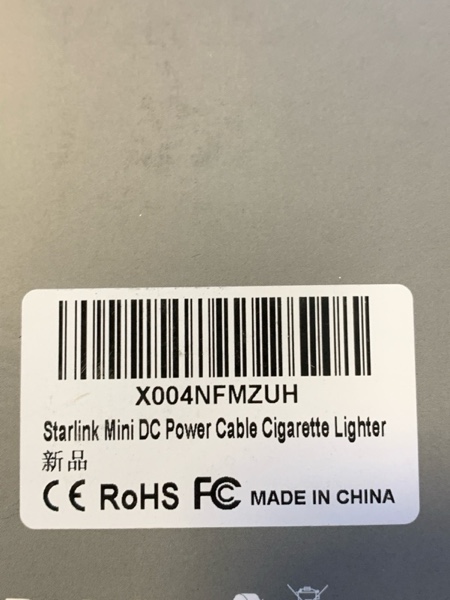 X004NFMZUH
Starlink Mini DC Power Cable Cigarette Lighter
新品
CE RoHS FC MADE IN CHINA